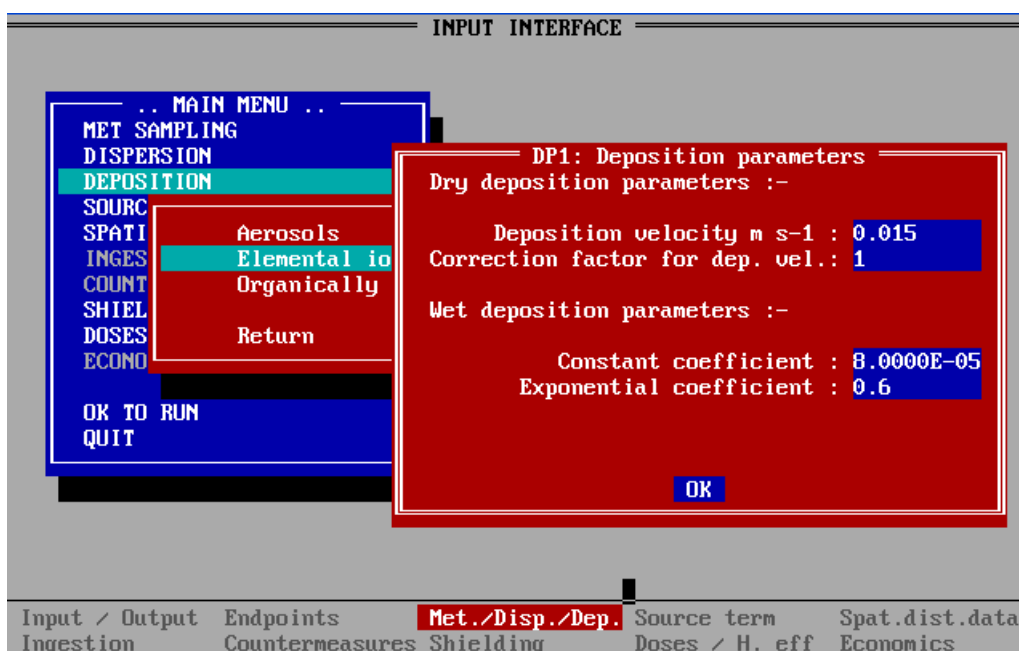 INPUT INTERFACE
.. MAIN MENU ..
MET SAMPLING
DISPERSION
DEPOSITION
SOURC
SPATI
INGES
COUNT
SHIEL
DOSES
ECONO
OK TO RUN
QUIT
Aerosols
Elemental io
Organically
Return
DP1: Deposition parameters
Dry deposition parameters :-
Deposition velocity m s-1 : 0.015
Correction factor for dep. vel.: 1
Wet deposition parameters :-
Constant coefficient : 8.0000E-05
Exponential coefficient : 0.6
OK
Input / Output Endpoints Met./Disp./Dep. Source term Spat.dist.data
Ingestion Countermeasures Shielding Doses / H. eff Economics